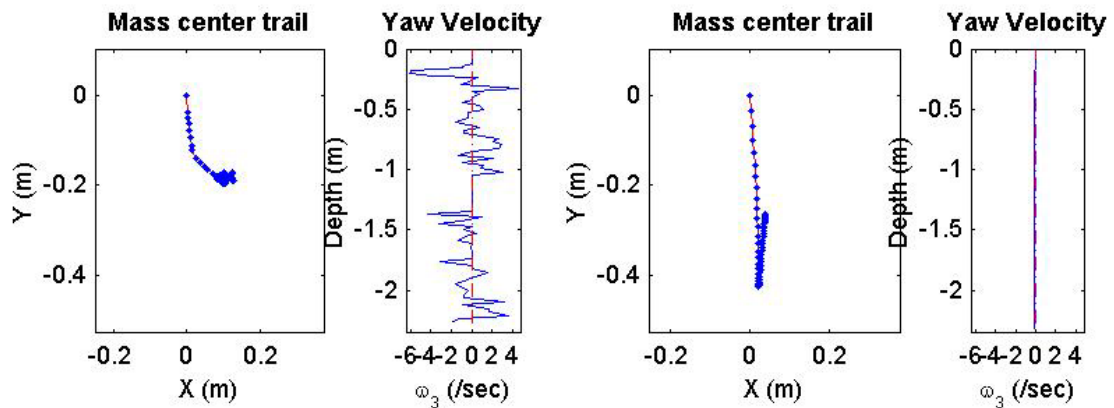 Mass center trail
Yaw Velocity
Mass center trail
Yaw Velocity
0
-0.2
-0.4
Y (m)
-0.2 0 0.2
X (m)
0
-0.5
-1
-1.5
-2
Depth (m)
-6 -4 -2 0 2 4
ω3 (/sec)
0
-0.2
-0.4
Y (m)
-0.2 0 0.2
X (m)
0
-0.5
-1
-1.5
-2
Depth (m)
-6 -4 -2 0 2 4
ω3 (/sec)